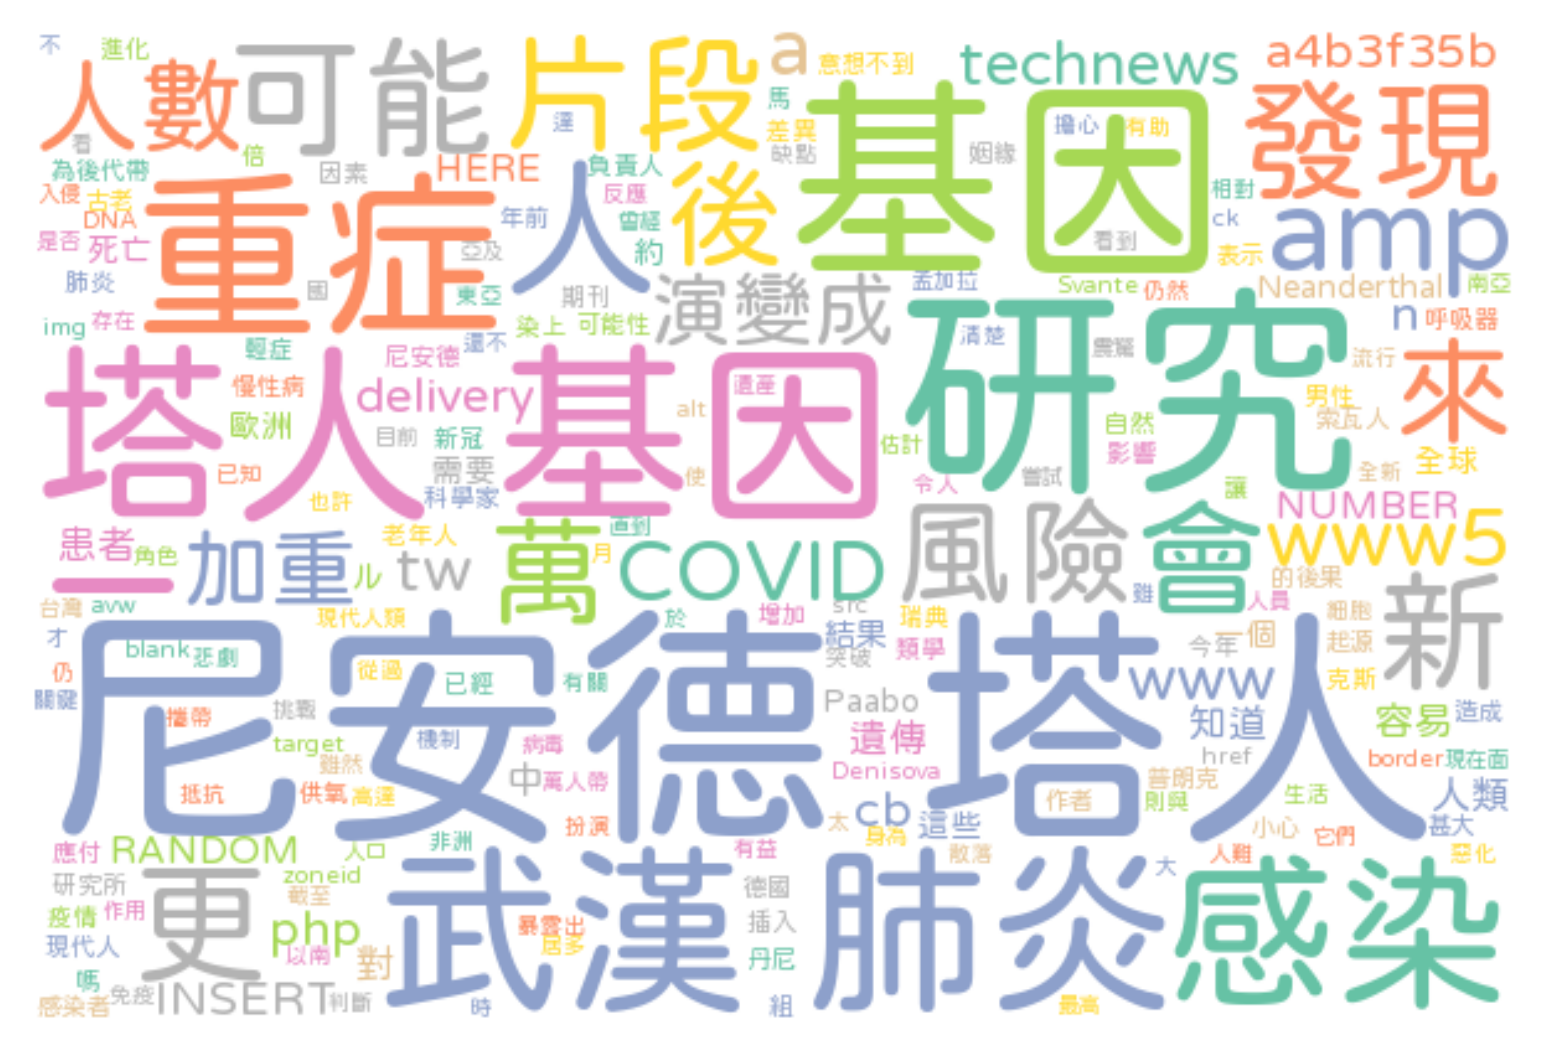 不 進化 可能 片段 a 意想不到 technews a4b3f35b
人數 看 達 馬 差異 缺點 基因 擔心 有助 姻緣 發現
為後代帶 倍 因素 HERE 人 負責人 後 相對 ck amp
入侵 古老 DNA 重症 年前 反應 曾經 約 看到 表示
是否 死亡 亞及 孟加拉 Svante 仍然 Neanderthal 南亞
肺炎 國 東亞 期刊 演變成 研究 n 呼吸器
img 存在 輕症 染上 可能性 還不 清楚 震驚 流行 來
塔人基因 尼安德 遺產 男性
慢性病 delivery alt 自然 索瓦人
歐洲 目前 新冠 估計 影響 全球
已知 需要 使 令人 嘗試 讓 全新
也許 科學家 NUMBER
患者 角色 加重 老年人 萬 直到 月 COVID 風險 會 www5
一 ル tw 雖 的後果 新
台灣 avw 現代人類 於 增加 src 瑞典 人員 細胞
才 blank 悲劇 尼安德塔人 結果 突破 類學 今年 一個 起源
仍 從過 已經 有關 www 克斯
關鍵 攜帶 挑戰 Paabo 知道 容易 造成
target 機制 病毒 遺傳 href border 現在面
雖然 中 萬人帶 Denisova 普朗克 人類
抵抗 供氧 高達 cb 作者 則與 生活
扮演 太 身為 這些 小心 它們 甚大
應付 RANDOM 人口 非洲 有益 散落 大 人難 惡化
研究所 更 zoneid 武漢 德國 肺炎 感染
疫情 作用 截至 php 暴露出 插入
現代人 以南 對 居多 丹尼
嗎
感染者 免疫 INSERT 判斷 時 組 最高